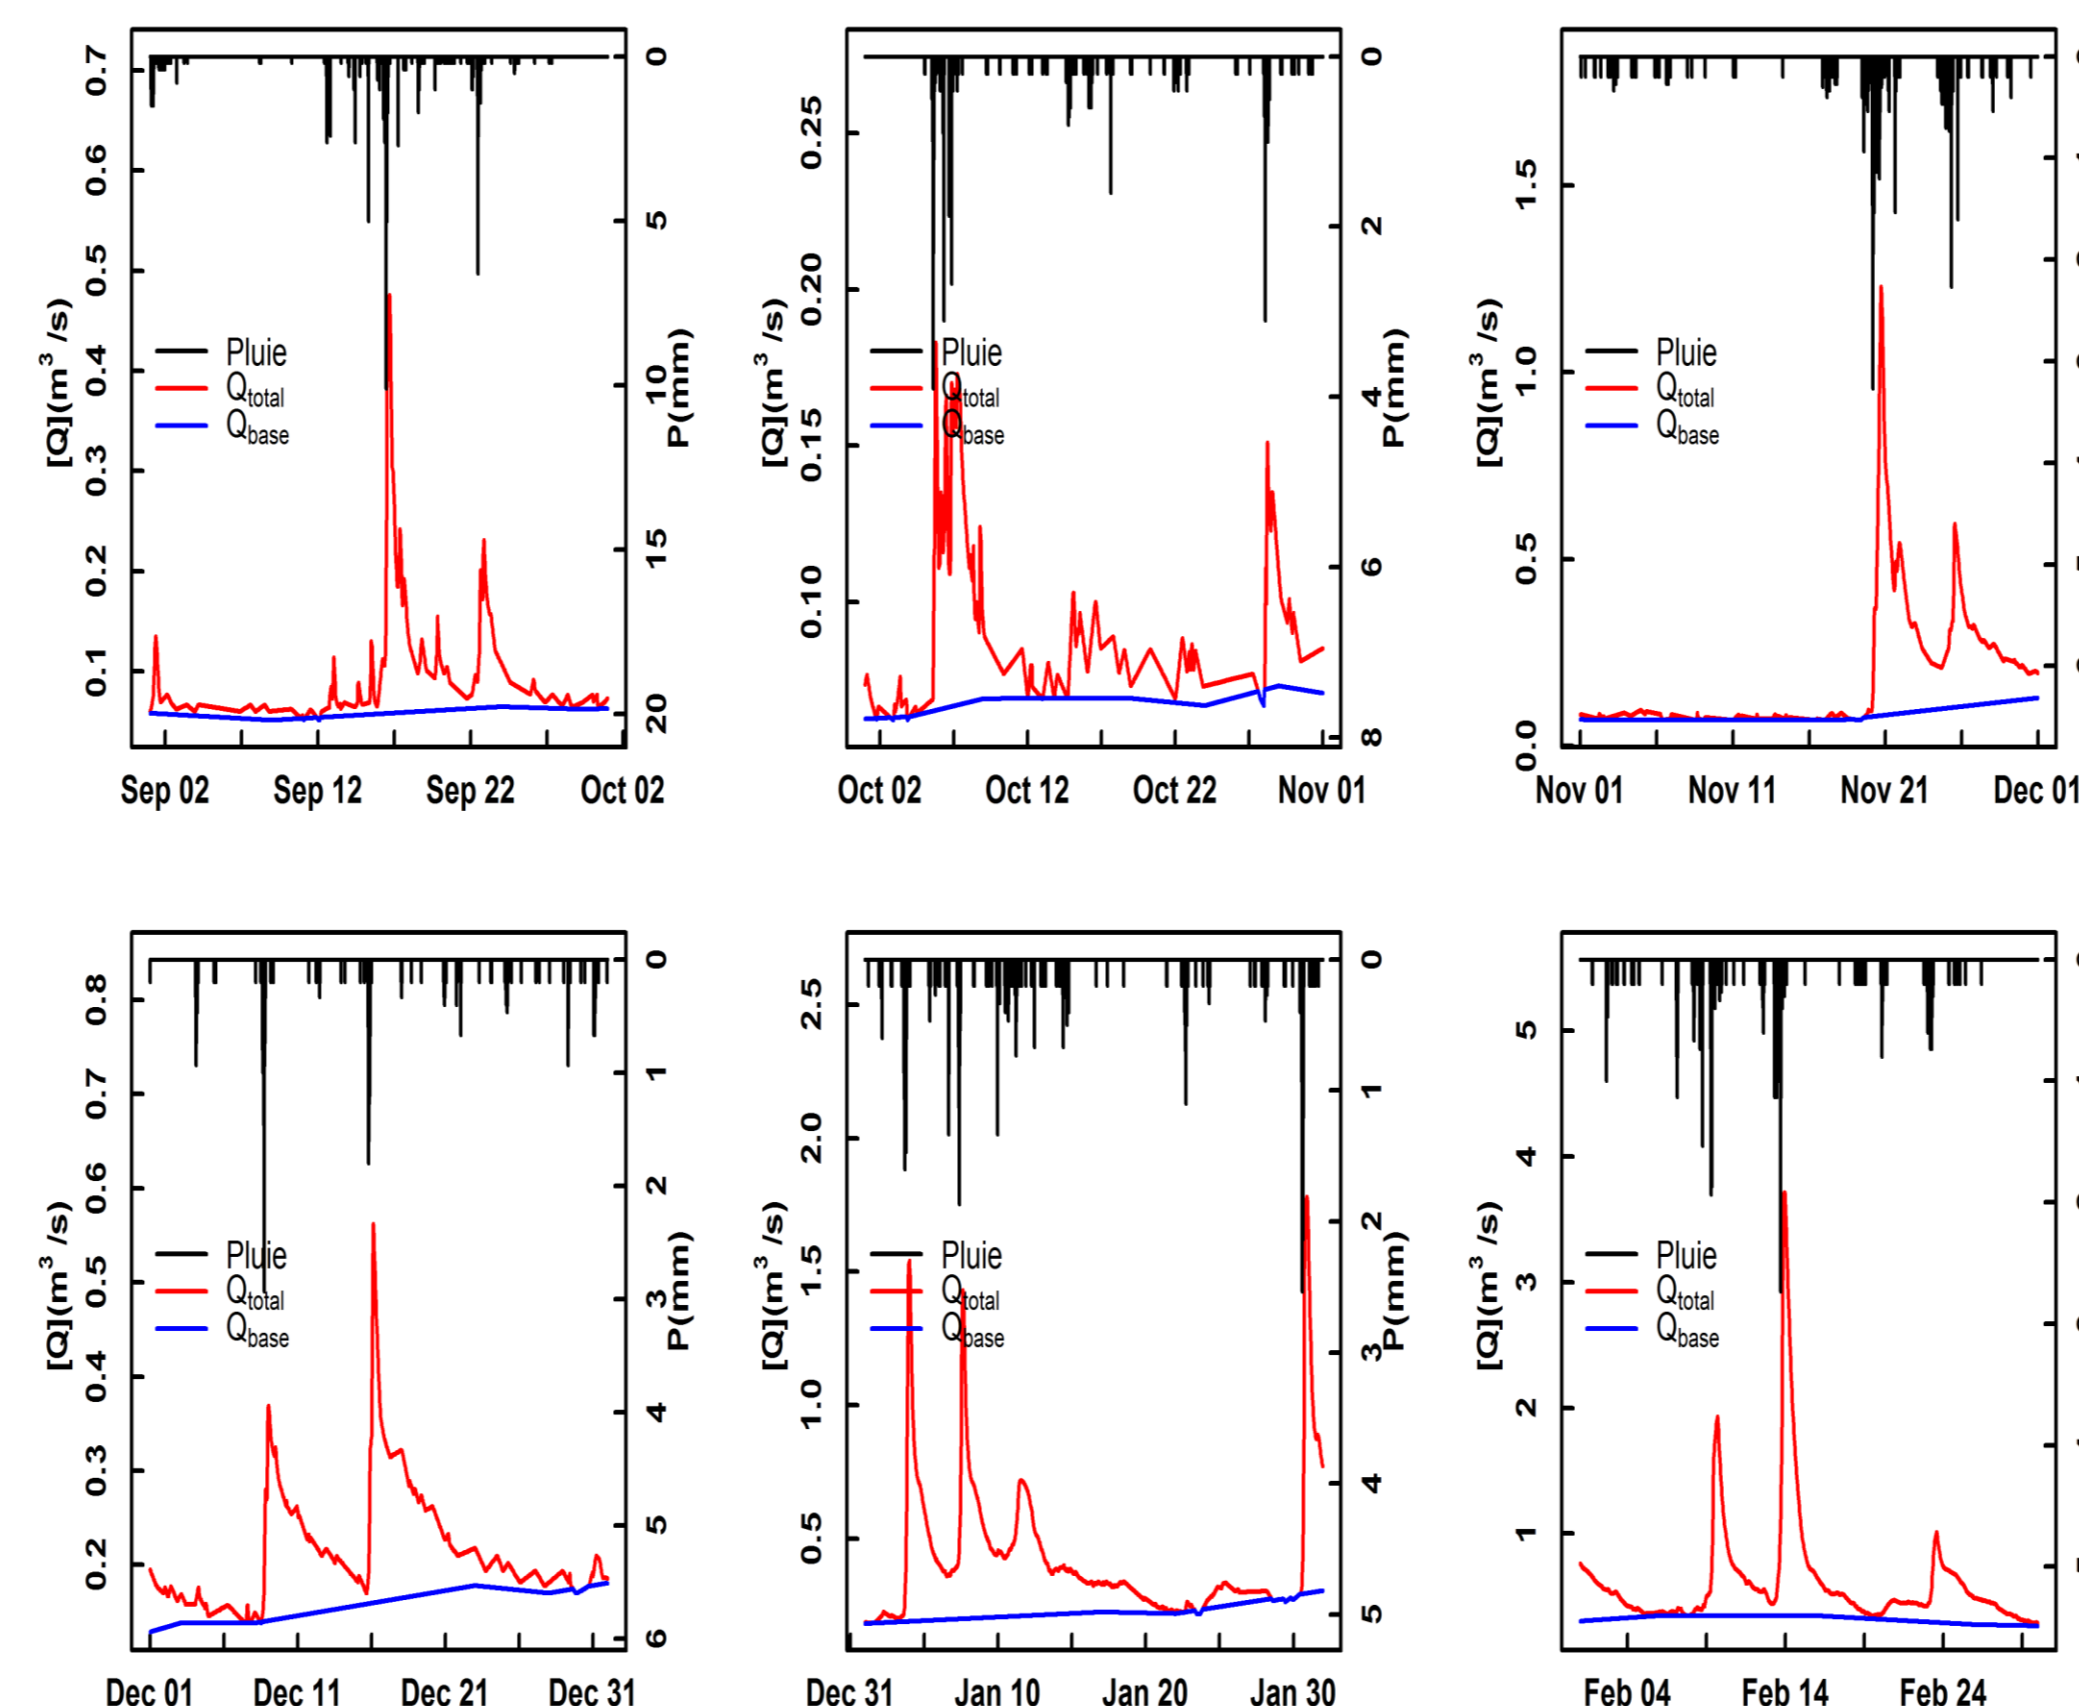 0.7 0.6 0.5 0.4 0.3 0.2 0.1
[Q](m³ /s)
Pluie
Qtotal
Qbase
0 5 10 15 20
P(mm)
Sep 02 Sep 12 Sep 22 Oct 02
0.25 0.20 0.15 0.10
[Q](m³ /s)
Pluie
Qtotal
Qbase
0 2 4 6 8
P(mm)
Oct 02 Oct 12 Oct 22 Nov 01
1.5 1.0 0.5 0.0
[Q](m³ /s)
Pluie
Qtotal
Qbase
Nov 01 Nov 11 Nov 21 Dec 01
0.8 0.7 0.6 0.5 0.4 0.3 0.2
[Q](m³ /s)
Pluie
Qtotal
Qbase
0 1 2 3 4 5 6
P(mm)
Dec 01 Dec 11 Dec 21 Dec 31
2.5 2.0 1.5 1.0 0.5
[Q](m³ /s)
Pluie
Qtotal
Qbase
0 1 2 3 4 5
P(mm)
Dec 31 Jan 10 Jan 20 Jan 30
5 4 3 2 1
[Q](m³ /s)
Pluie
Qtotal
Qbase
Feb 04 Feb 14 Feb 24